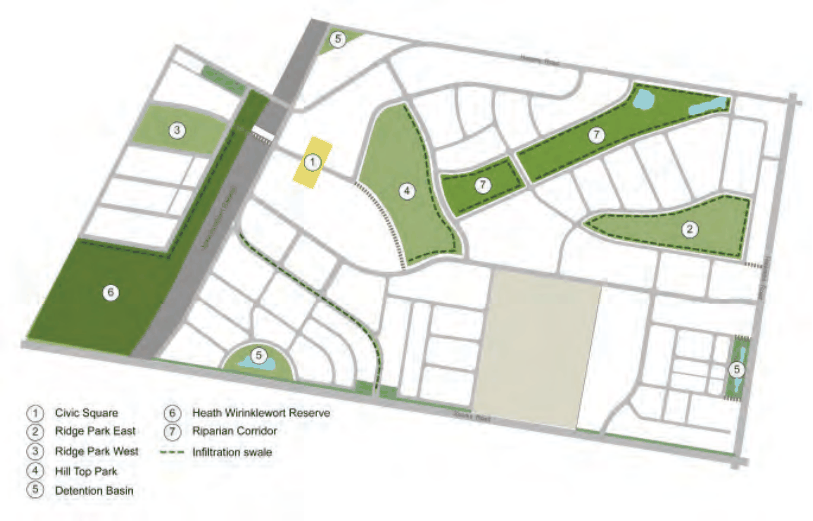 5
3
1
7
4
7
2
6
5
5
1 Civic Square
2 Ridge Park East
3 Ridge Park West
4 Hill Top Park
5 Detention Basin
6 Heath Wirinklewort Reserve
7 Riparian Corridor
Infiltration swale